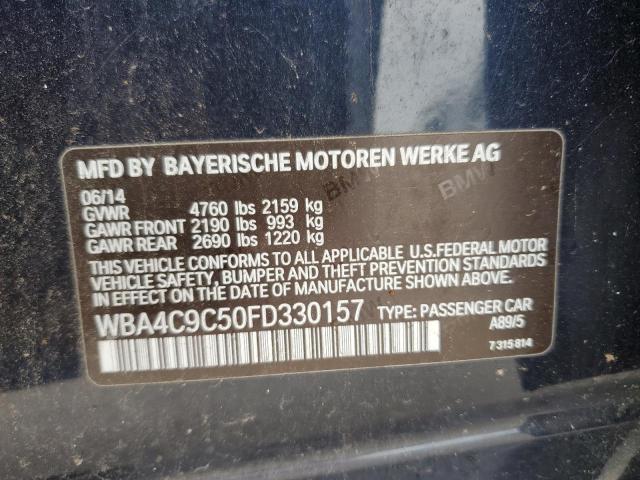 MFD BY BAYERISCHE MOTOREN WERKE AG
06/14
GVWR 4760 lbs 2159 kg
GAWR FRONT 2190 lbs 993 kg
GAWR REAR 2690 lbs 1220 kg
THIS VEHICLE CONFORMS TO ALL APPLICABLE U.S.FEDERAL MOTOR
VEHICLE SAFETY, BUMPER AND THEFT PREVENTION STANDARDS
IN EFFECT ON THE DATE OF MANUFACTURE SHOWN ABOVE.
WBA4C9C50FD330157 TYPE: PASSENGER CAR
A89/5
7315814
BMW
BMW